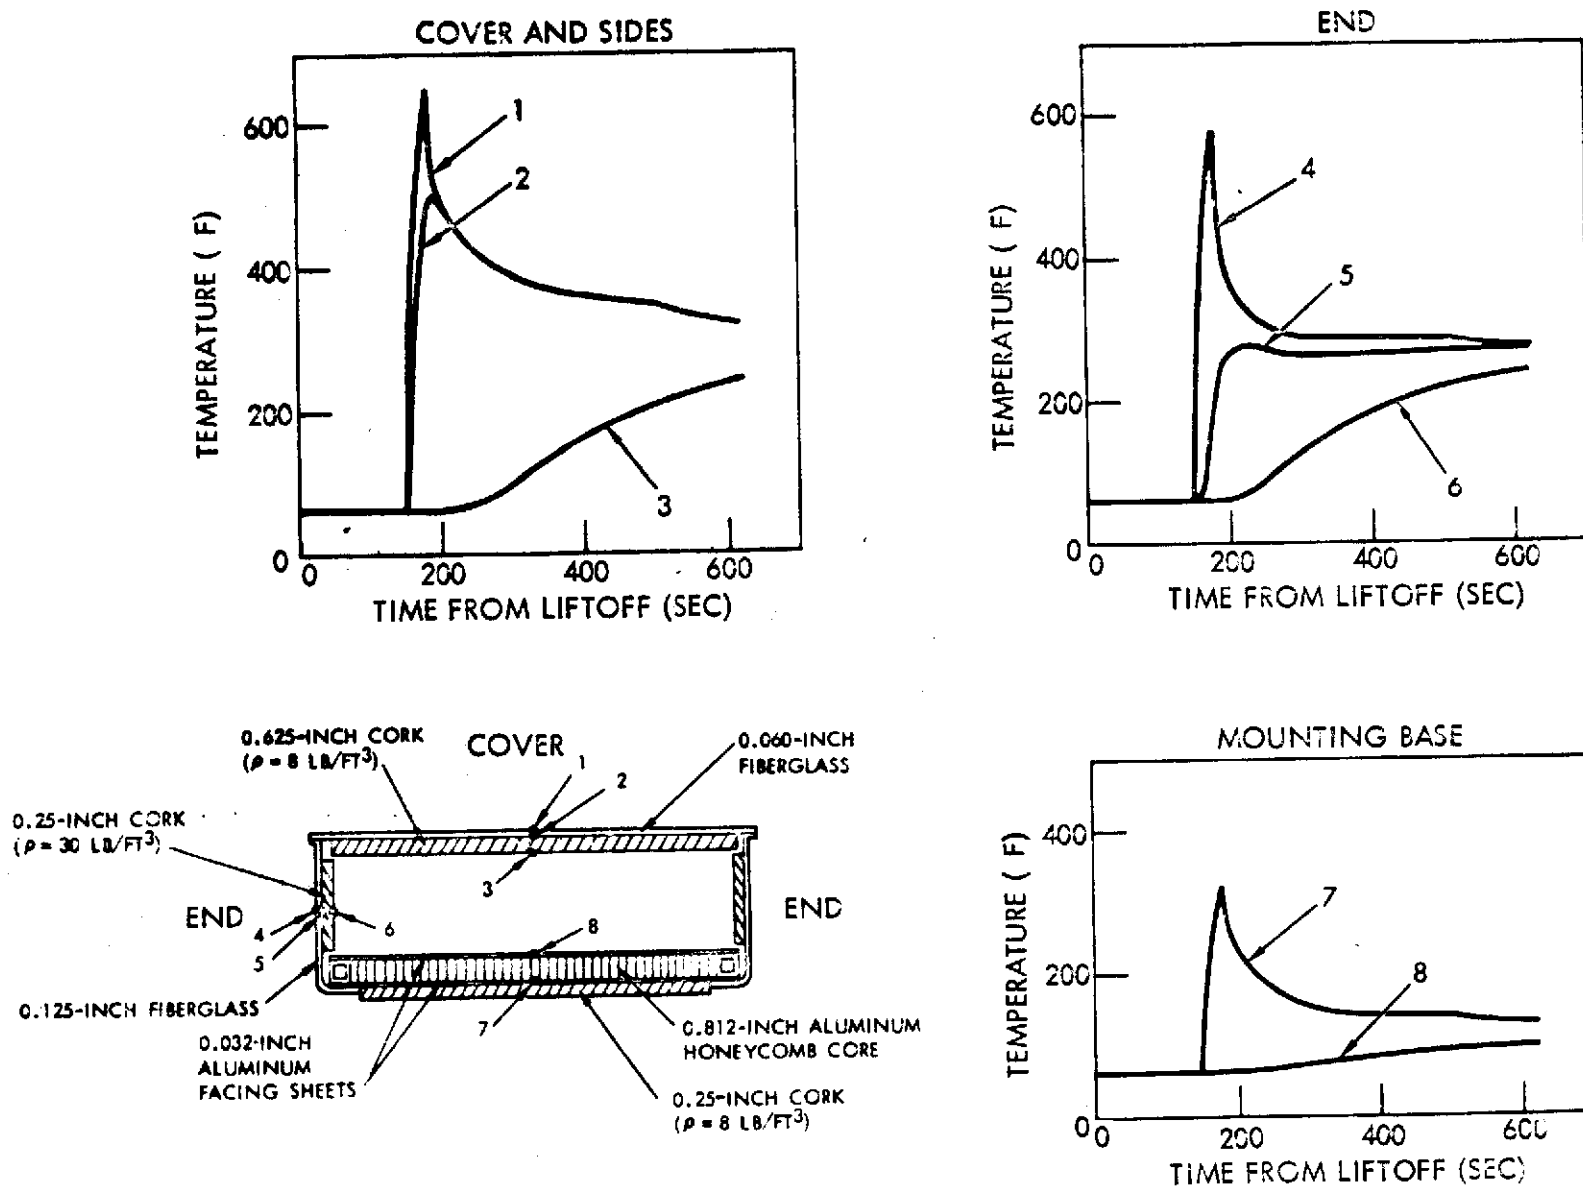 COVER AND SIDES
600
400
200
0
0 200 400 600
TEMPERATURE ( F)
TIME FROM LIFTOFF (SEC)
1
2
3
END
600
400
200
0
0 200 400 600
TEMPERATURE ( F)
TIME FROM LIFTOFF (SEC)
4
5
6
0.625-INCH CORK
(ρ = 8 LB/FT³)
COVER
0.060-INCH
FIBERGLASS
1
2
0.25-INCH CORK
(ρ = 30 LB/FT³)
3
END
END
4
5
6
8
0.125-INCH FIBERGLASS
7
0.032-INCH
ALUMINUM
FACING SHEETS
0.812-INCH ALUMINUM
HONEYCOMB CORE
0.25-INCH CORK
(ρ = 8 LB/FT³)
MOUNTING BASE
400
200
0
0 200 400 600
TEMPERATURE ( F)
TIME FROM LIFTOFF (SEC)
7
8